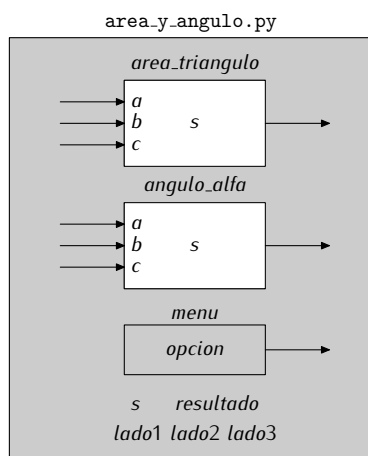 area_y_angulo.py
area_triangulo
a
b s
c
angulo_alfa
a
b s
c
menu
opcion
s resultado
lado1 lado2 lado3